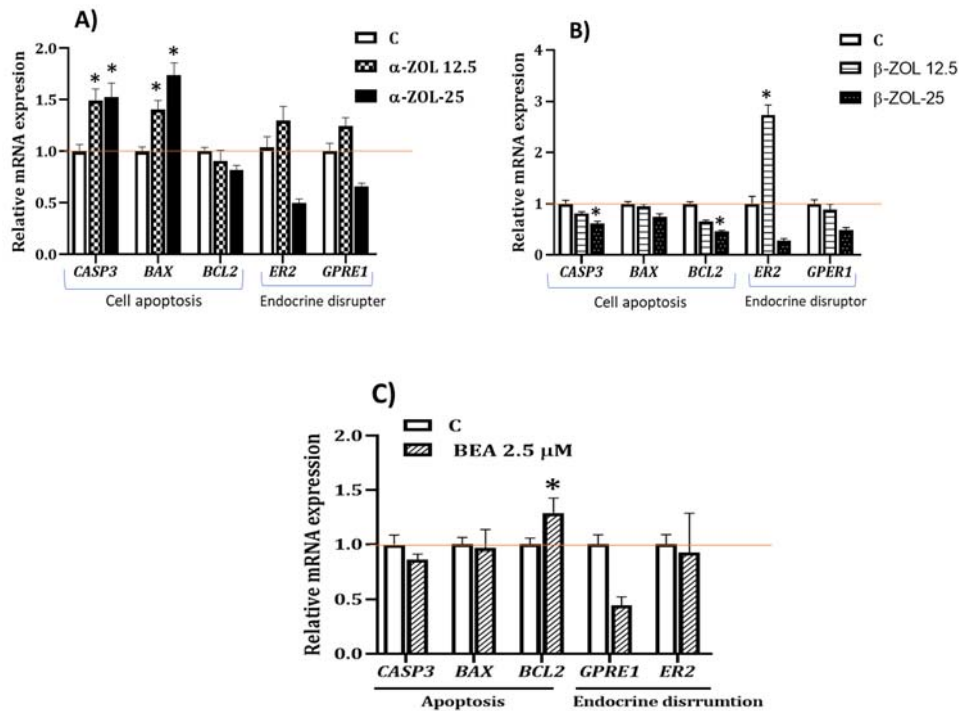 A)
C
α-ZOL 12.5
α-ZOL-25
Relative mRNA expression
2.0
1.5
1.0
0.5
0.0
* * * *
CASP3 BAX BCL2 ER2 GPRE1
Cell apoptosis Endocrine disrupter
B)
C
β-ZOL 12.5
β-ZOL-25
Relative mRNA expression
4
3
2
1
0
* * *
CASP3 BAX BCL2 ER2 GPER1
Cell apoptosis Endocrine disruptor
C)
C
BEA 2.5 μM
Relative mRNA expression
2.0
1.5
1.0
0.5
0.0
*
CASP3 BAX BCL2 GPRE1 ER2
Apoptosis Endocrine disrrumtion